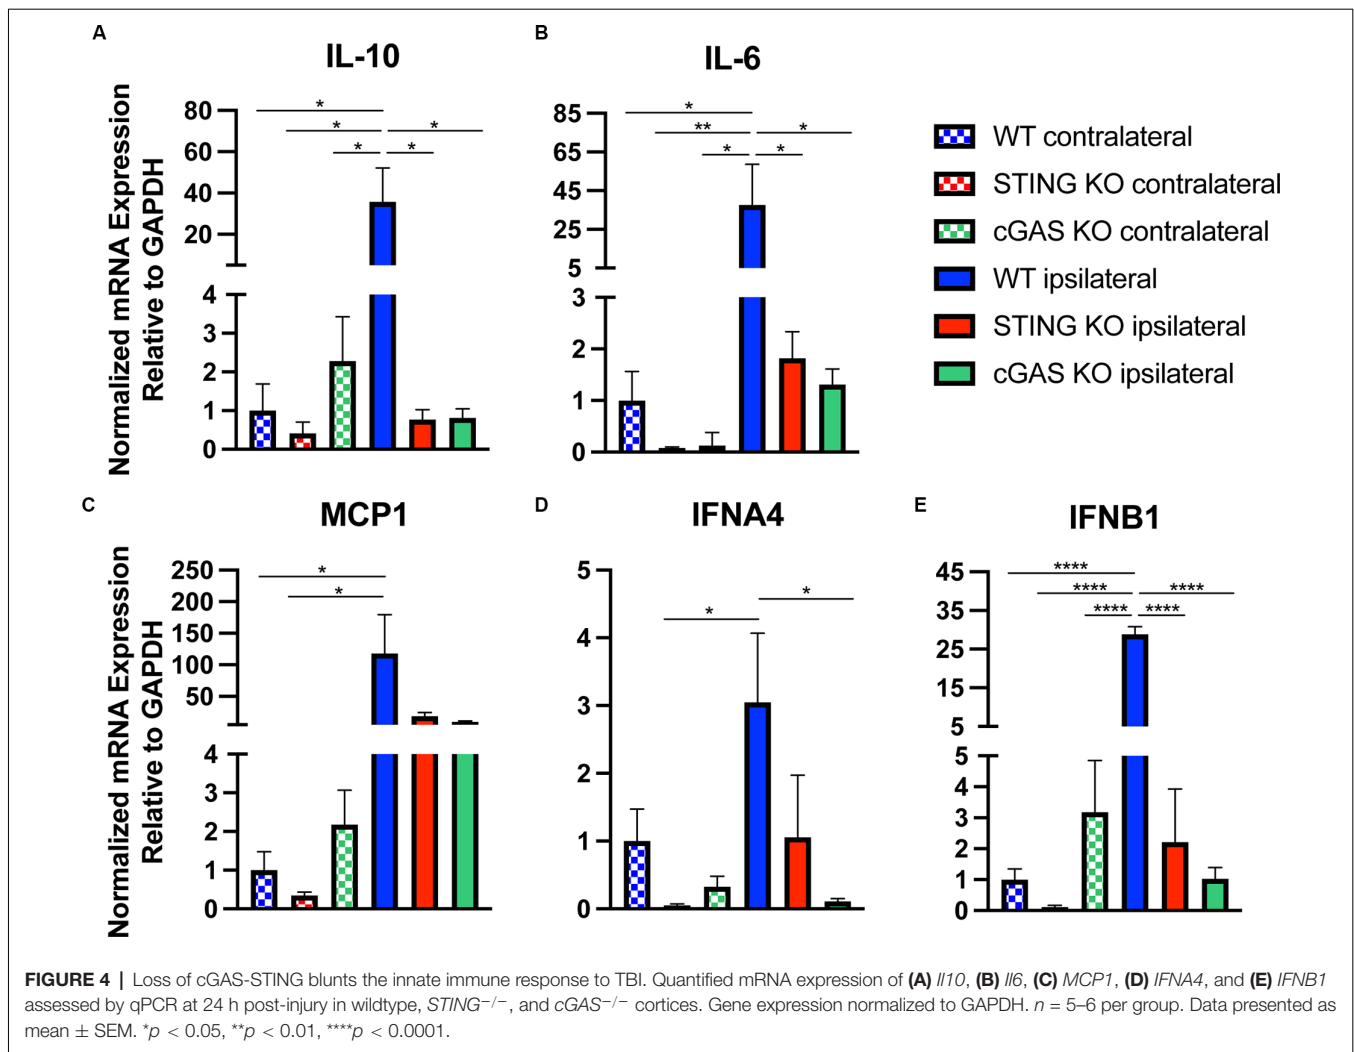 A
IL-10
Normalized mRNA Expression
Relative to GAPDH
80
60
40
20
4
3
2
1
0
* * * * *
B
IL-6
85
65
45
25
5
3
2
1
0
* ** * * *
WT contralateral
STING KO contralateral
cGAS KO contralateral
WT ipsilateral
STING KO ipsilateral
cGAS KO ipsilateral
C
MCP1
Normalized mRNA Expression
Relative to GAPDH
250
200
150
100
50
4
3
2
1
0
* *
D
IFNA4
5
4
3
2
1
0
* *
E
IFNB1
45
35
25
15
5
5
4
3
2
1
0
**** **** **** **** ****
FIGURE 4 | Loss of cGAS-STING blunts the innate immune response to TBI. Quantified mRNA expression of (A) Il10, (B) Il6, (C) MCP1, (D) IFNA4, and (E) IFNB1
assessed by qPCR at 24 h post-injury in wildtype, STING−/−, and cGAS−/− cortices. Gene expression normalized to GAPDH. n = 5–6 per group. Data presented as
mean ± SEM. *p < 0.05, **p < 0.01, ****p < 0.0001.